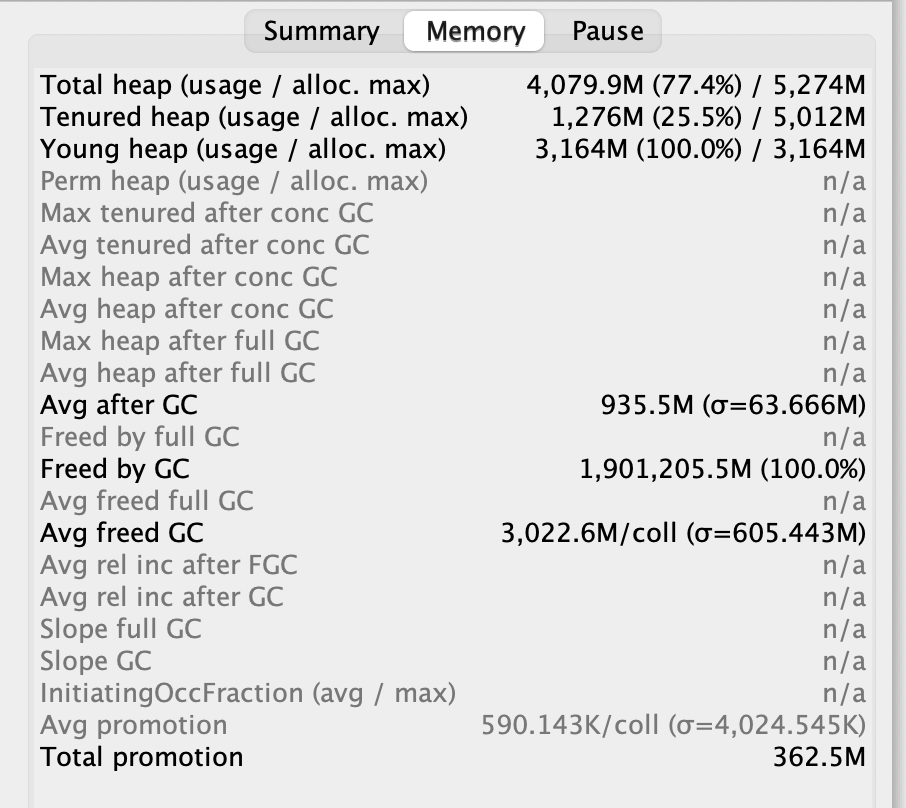 Summary Memory Pause
Total heap (usage / alloc. max) 4,079.9M (77.4%) / 5,274M
Tenured heap (usage / alloc. max) 1,276M (25.5%) / 5,012M
Young heap (usage / alloc. max) 3,164M (100.0%) / 3,164M
Perm heap (usage / alloc. max) n/a
Max tenured after conc GC n/a
Avg tenured after conc GC n/a
Max heap after conc GC n/a
Avg heap after conc GC n/a
Max heap after full GC n/a
Avg heap after full GC n/a
Avg after GC 935.5M (σ=63.666M)
Freed by full GC n/a
Freed by GC 1,901,205.5M (100.0%)
Avg freed full GC n/a
Avg freed GC 3,022.6M/coll (σ=605.443M)
Avg rel inc after FGC n/a
Avg rel inc after GC n/a
Slope full GC n/a
Slope GC n/a
InitiatingOccFraction (avg / max) n/a
Avg promotion 590.143K/coll (σ=4,024.545K)
Total promotion 362.5M